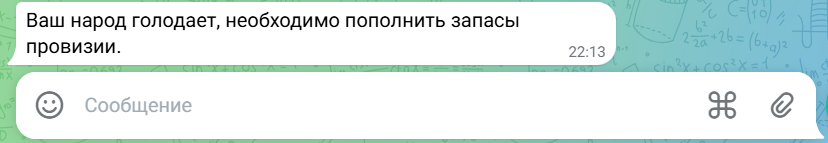 Ваш народ голодает, необходимо пополнить запасы
провизии.
22:13
Сообщение